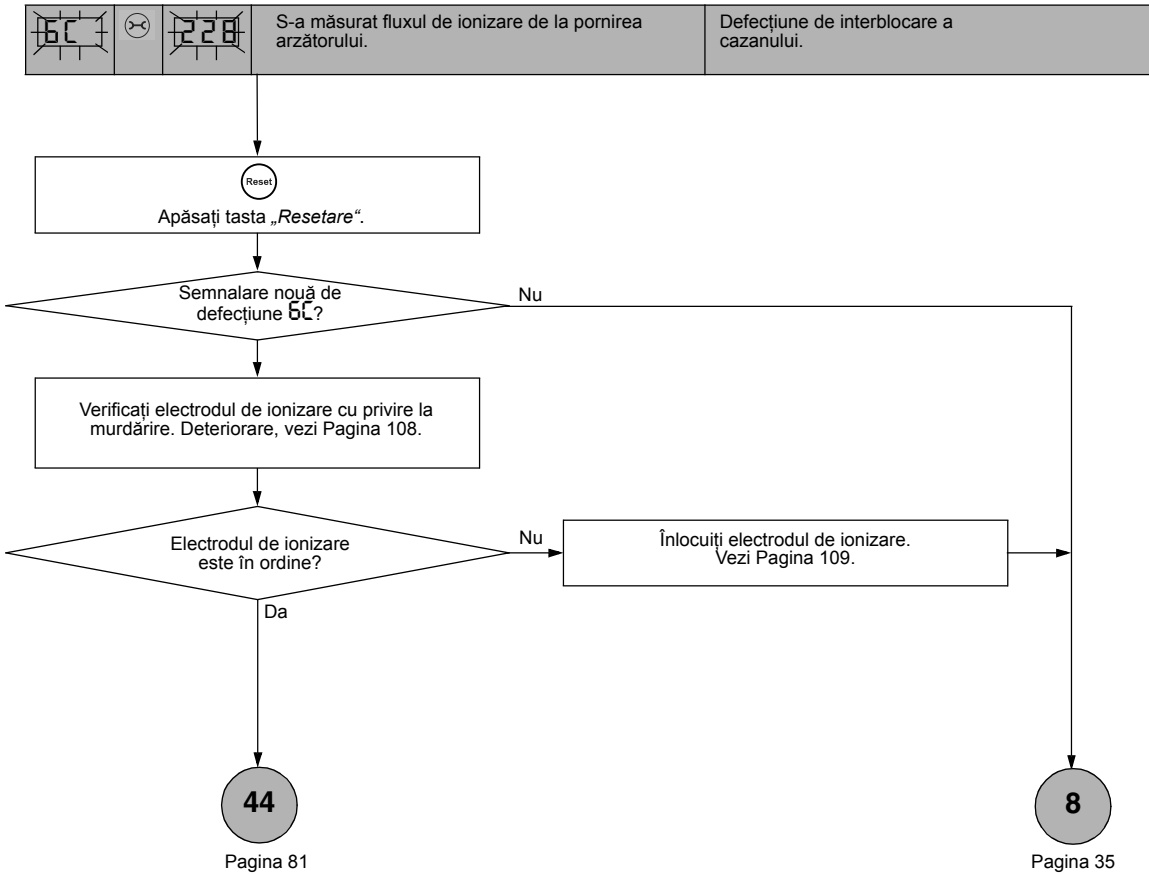 6C 228 S-a măsurat fluxul de ionizare de la pornirea
arzătorului.
Defecțiune de interblocare a
cazanului.
Reset
Apăsați tasta „Resetare“.
Semnalare nouă de
defecțiune 6C?
Nu
Verificați electrodul de ionizare cu privire la
murdărire. Deteriorare, vezi Pagina 108.
Electrodul de ionizare
este în ordine?
Nu
Înlocuiți electrodul de ionizare.
Vezi Pagina 109.
Da
44
Pagina 81
8
Pagina 35